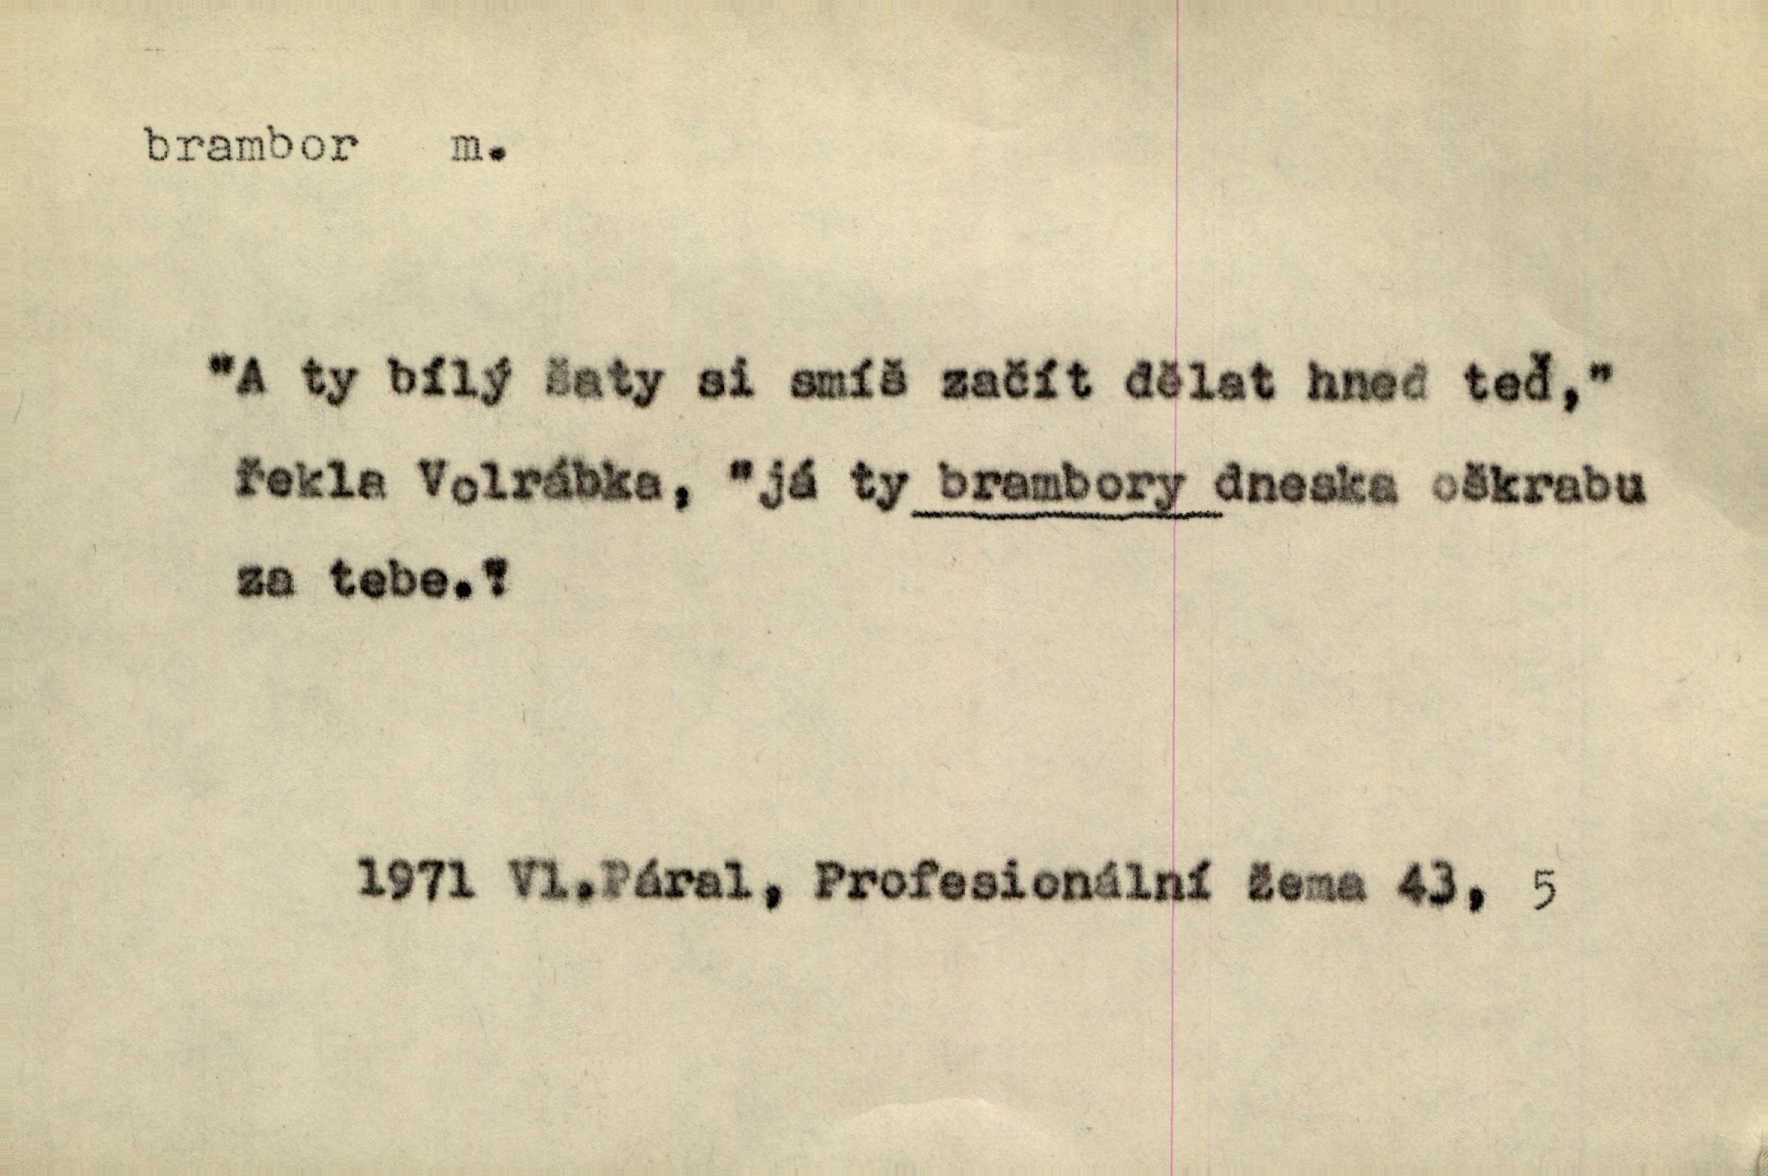 brambor m.
"A ty bílý šaty si smíš začít dělat hned teď,"
řekla Volrábka, "já ty brambory dneska oškrabu
za tebe."
1971 Vl.Páral, Profesionální žema 43, 5